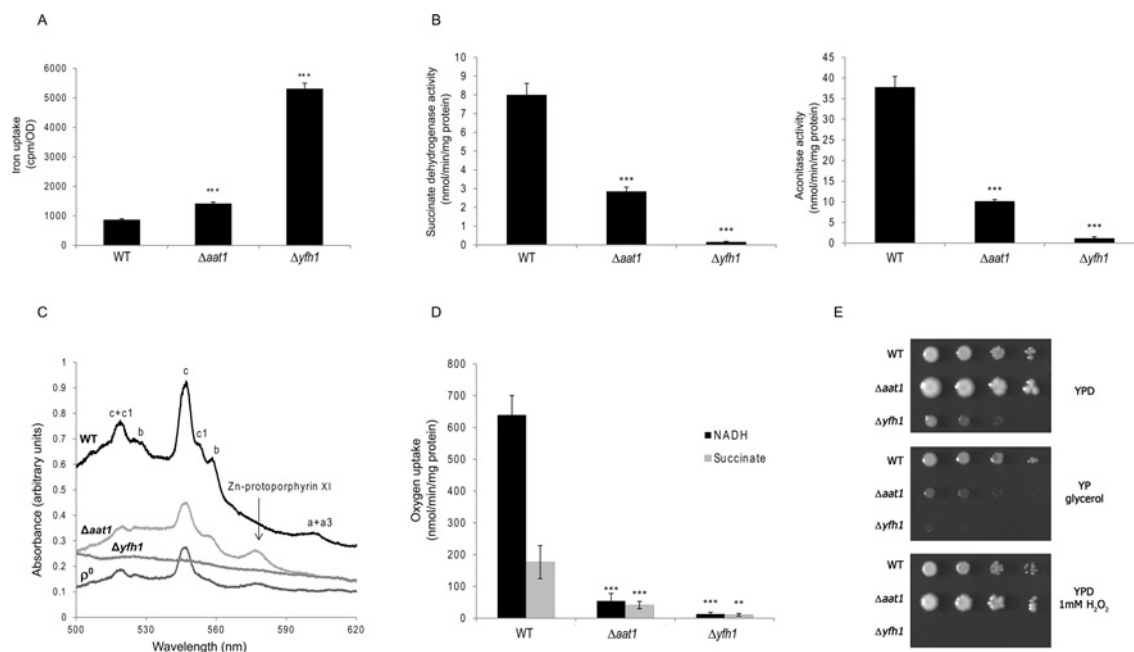 A
B
6000
5000
4000
3000
2000
1000
0
Iron uptake
(cpm/OD)
***
***
WT
Δaat1
Δyfh1
10
9
8
7
6
5
4
3
2
1
0
Succinate dehydrogenase activity
(nmol/min/mg protein)
***
***
WT
Δaat1
Δyfh1
45
40
35
30
25
20
15
10
5
0
Aconitase activity
(nmol/min/mg protein)
***
***
WT
Δaat1
Δyfh1
C
1
0.9
0.8
0.7
0.6
0.5
0.4
0.3
0.2
0.1
0
Absorbance (arbitrary units)
c
c+c1
b
c1
b
WT
Zn-protoporphyrin XI
a+a3
Δaat1
Δyfh1
ρ0
500
530
560
590
620
Wavelength (nm)
D
800
700
600
500
400
300
200
100
0
Oxygen uptake
(nmol/min/mg protein)
NADH
Succinate
***
***
***
**
WT
Δaat1
Δyfh1
E
WT
Δaat1
Δyfh1
YPD
WT
Δaat1
Δyfh1
YP
glycerol
WT
Δaat1
Δyfh1
YPD
1mM H2O2